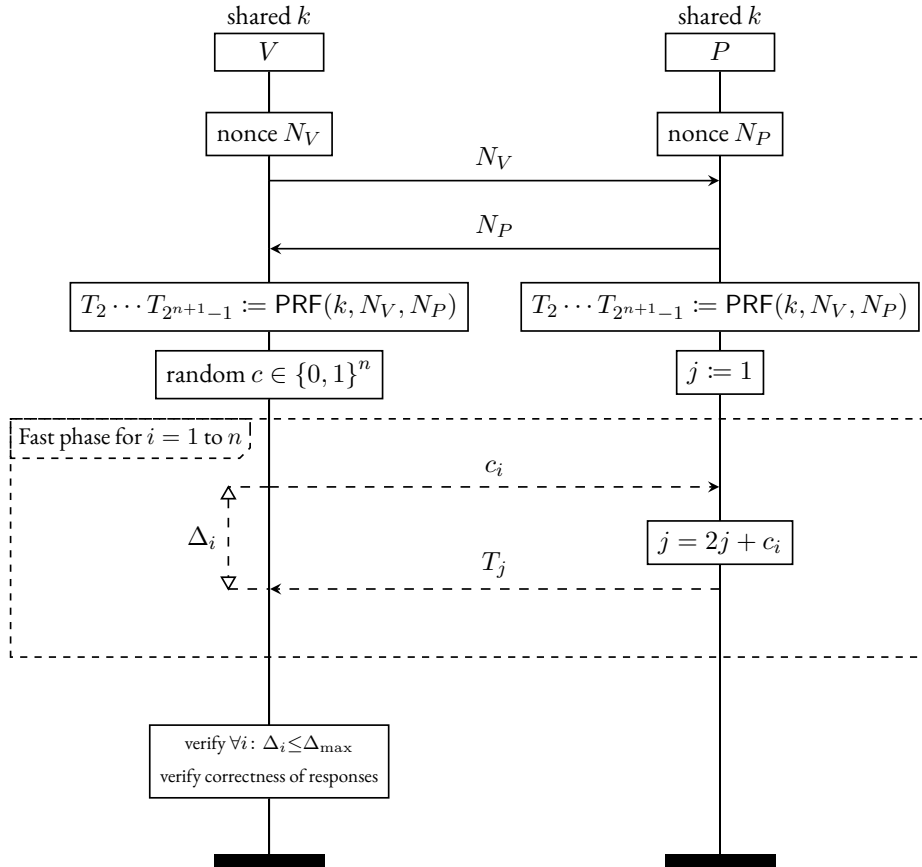 shared k shared k
V P
nonce N_V nonce N_P
N_V
N_P
T_2 ⋯ T_{2^{n+1}−1} ≔ PRF(k, N_V, N_P) T_2 ⋯ T_{2^{n+1}−1} ≔ PRF(k, N_V, N_P)
random c ∈ {0, 1}^n j ≔ 1
Fast phase for i = 1 to n
c_i
Δ_i j = 2j + c_i
T_j
verify ∀i: Δ_i ≤ Δ_max
verify correctness of responses